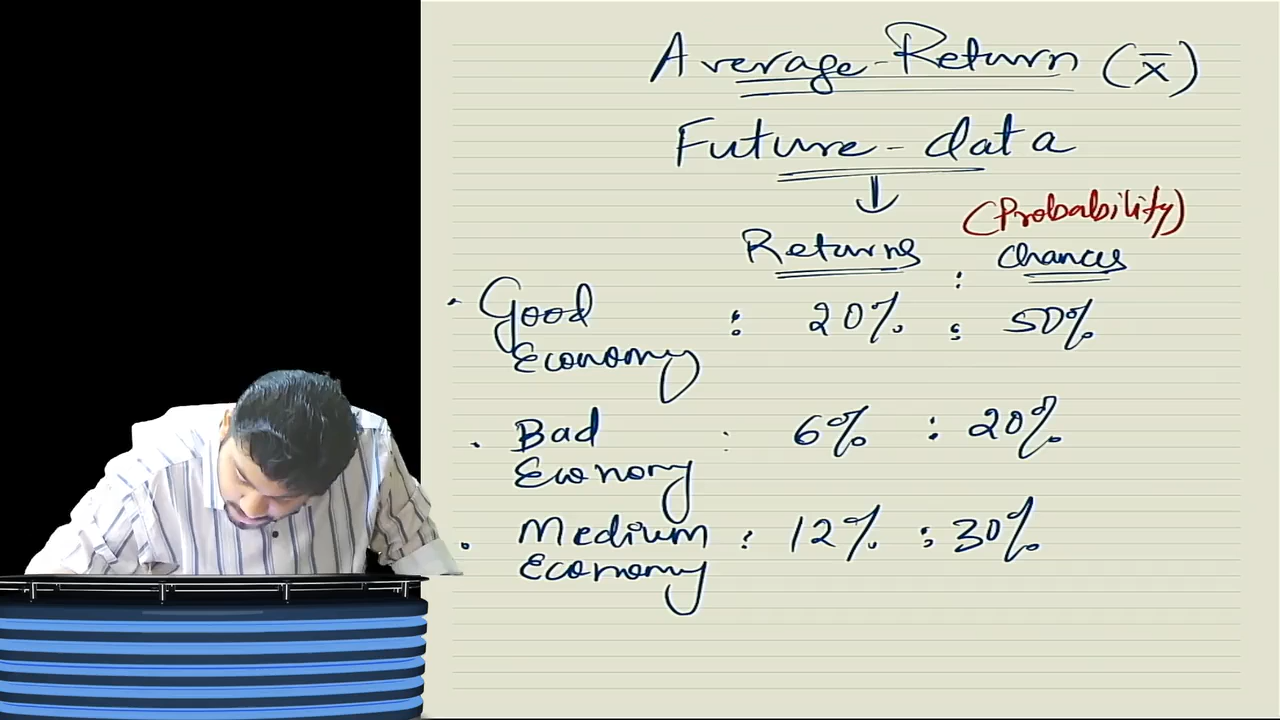 Average-Return (x̄)
Future-data
(Probability)
Returns : Chances
Good : 20% : 50%
Economy
Bad : 6% : 20%
Economy
Medium : 12% : 30%
Economy